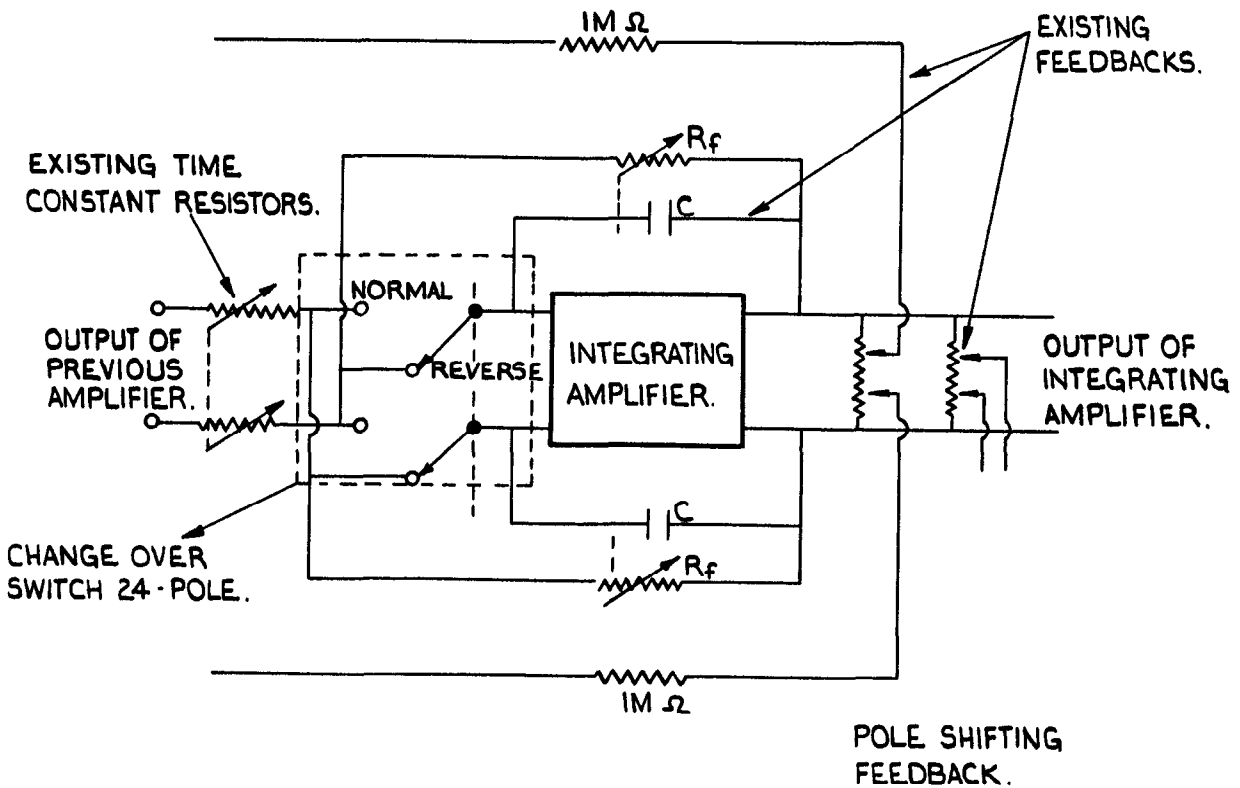 1M Ω
EXISTING
FEEDBACKS.
Rf
EXISTING TIME
CONSTANT RESISTORS.
C
NORMAL
OUTPUT OF
PREVIOUS
AMPLIFIER.
REVERSE
INTEGRATING
AMPLIFIER.
OUTPUT OF
INTEGRATING
AMPLIFIER.
C
Rf
CHANGE OVER
SWITCH 24-POLE.
1M Ω
POLE SHIFTING
FEEDBACK.